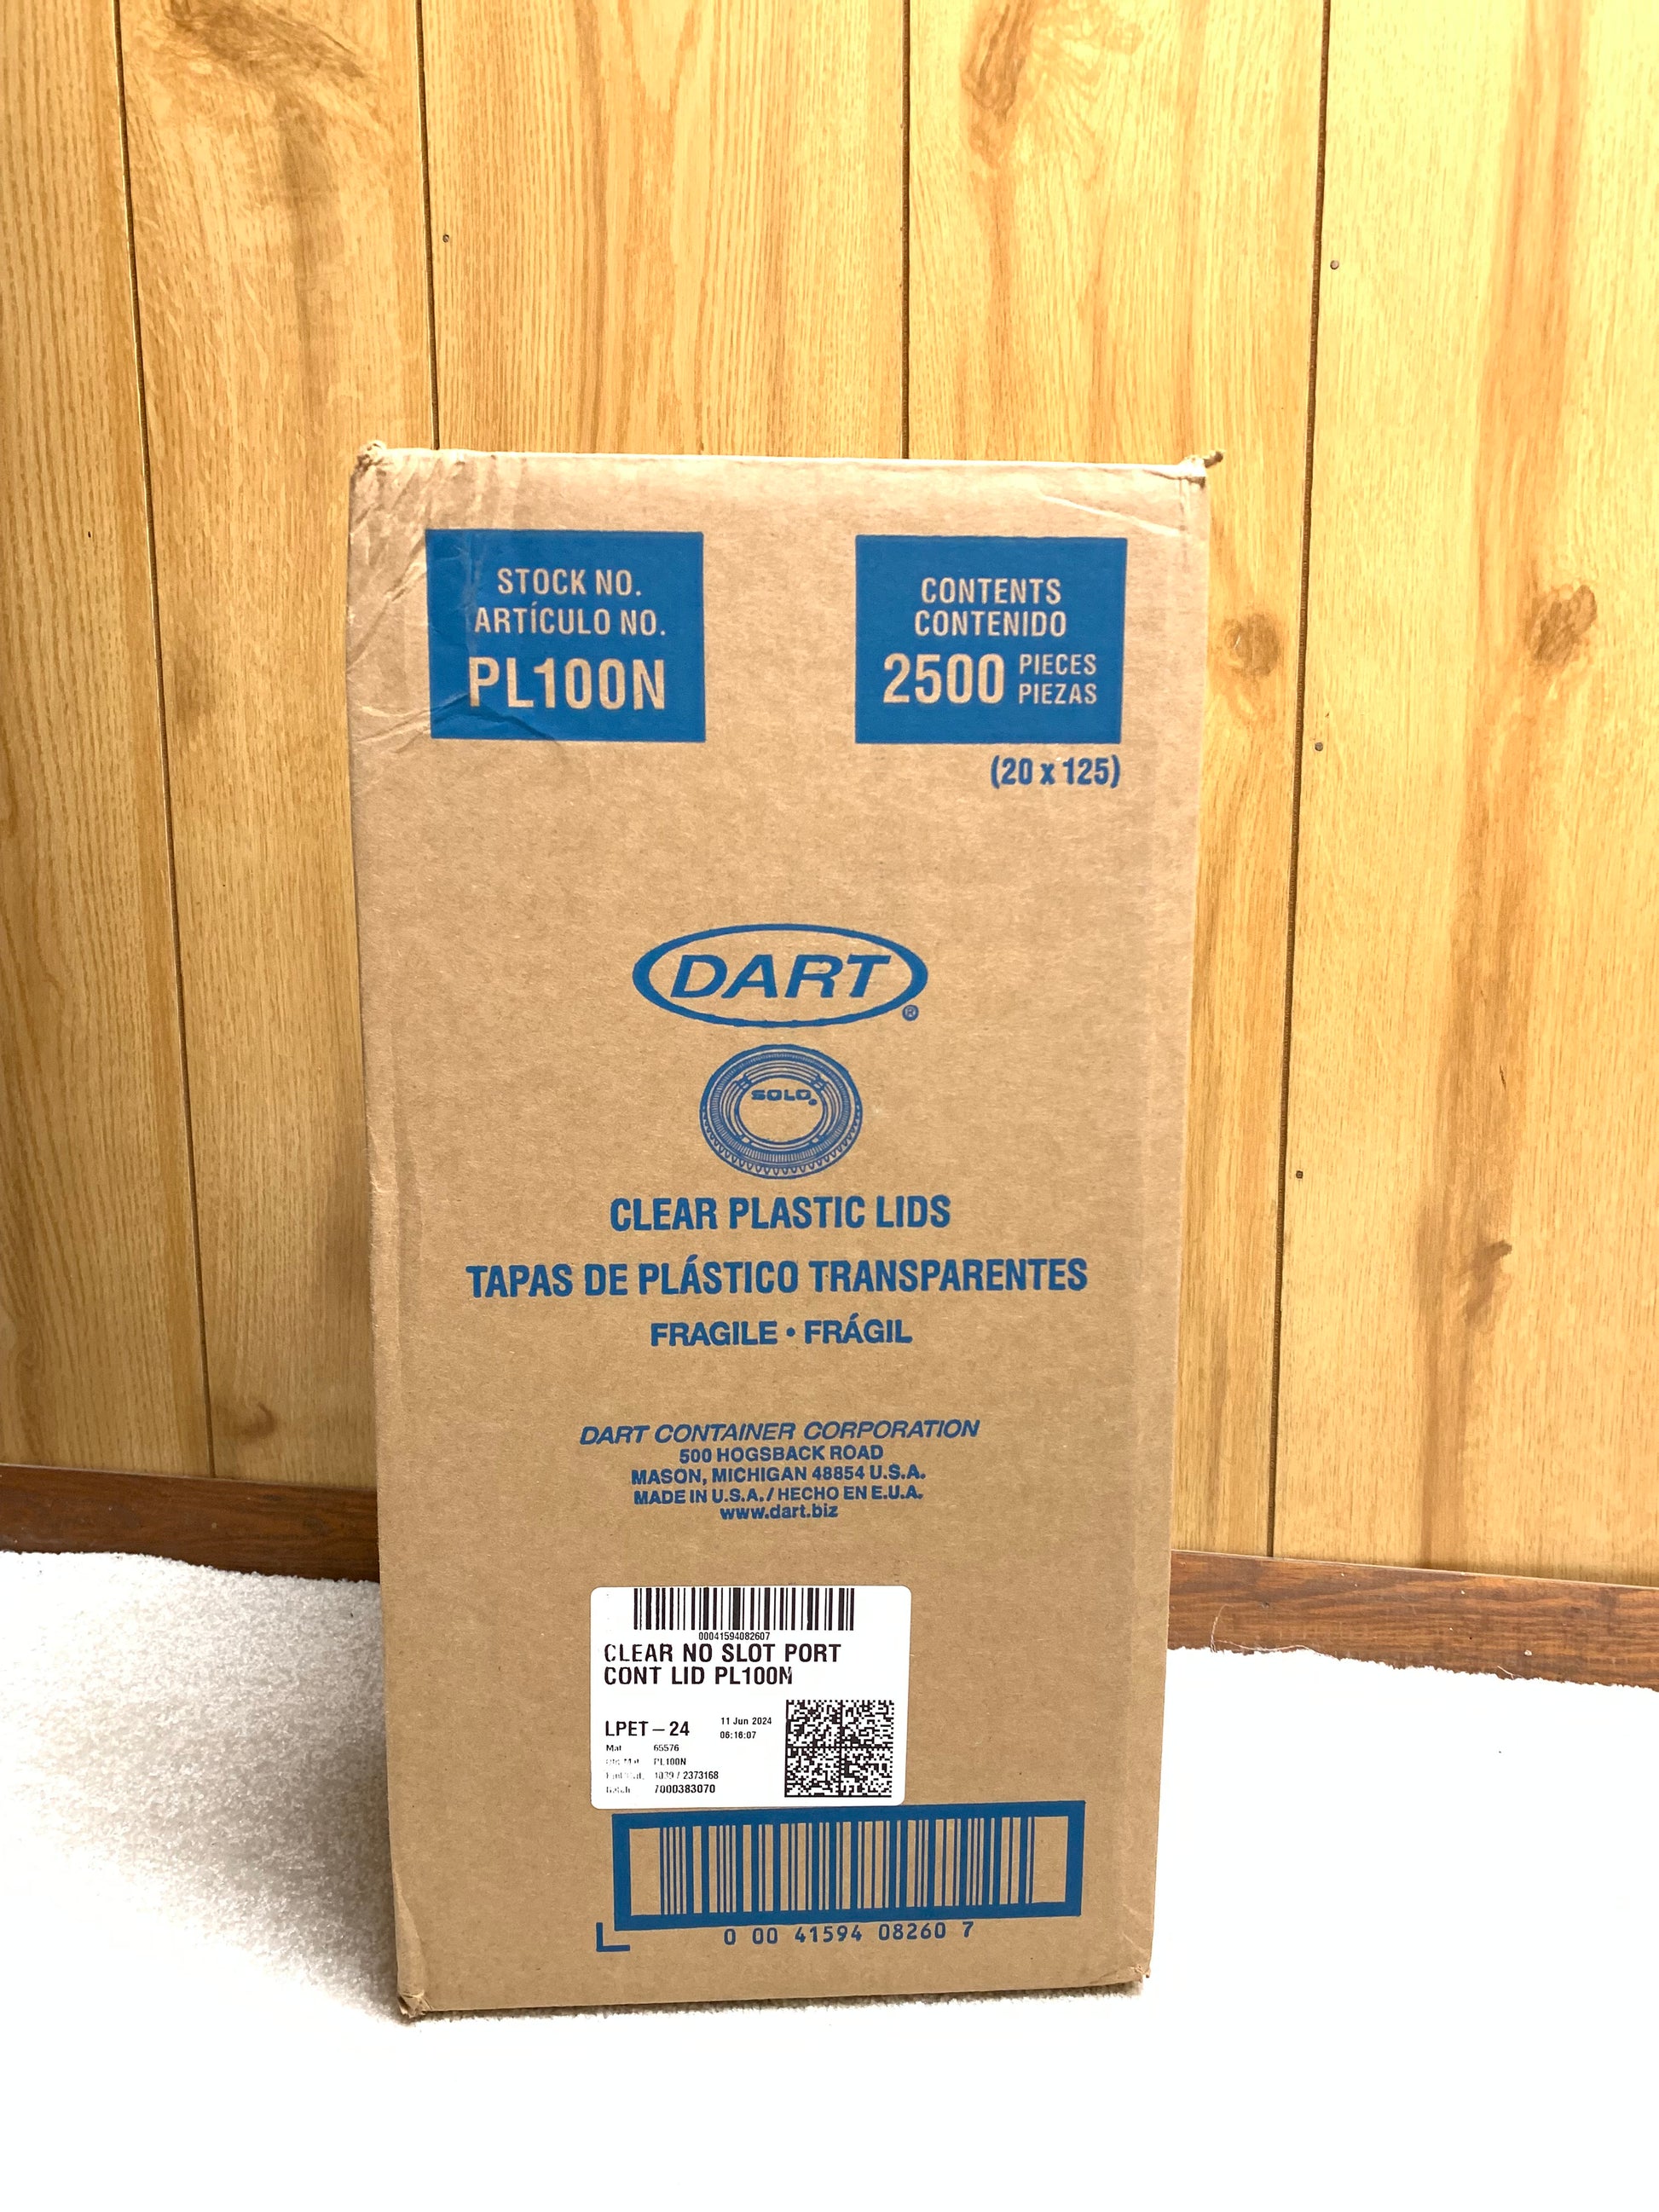 STOCK NO.
ARTÍCULO NO.
PL100N
CONTENTS
CONTENIDO
2500 PIECES
PIEZAS
(20 x 125)
DART®
SOLO®
CLEAR PLASTIC LIDS
TAPAS DE PLÁSTICO TRANSPARENTES
FRAGILE • FRÁGIL
DART CONTAINER CORPORATION
500 HOGSBACK ROAD
MASON, MICHIGAN 48854 U.S.A.
MADE IN U.S.A. / HECHO EN E.U.A.
www.dart.biz
00041594082607
CLEAR NO SLOT PORT
CONT LID PL100N
LPET – 24
11 Jun 2024
06:16:07
Mat 65576
PL100N
1039 / 2373168
Batch 7000383070
0 00 41594 08260 7